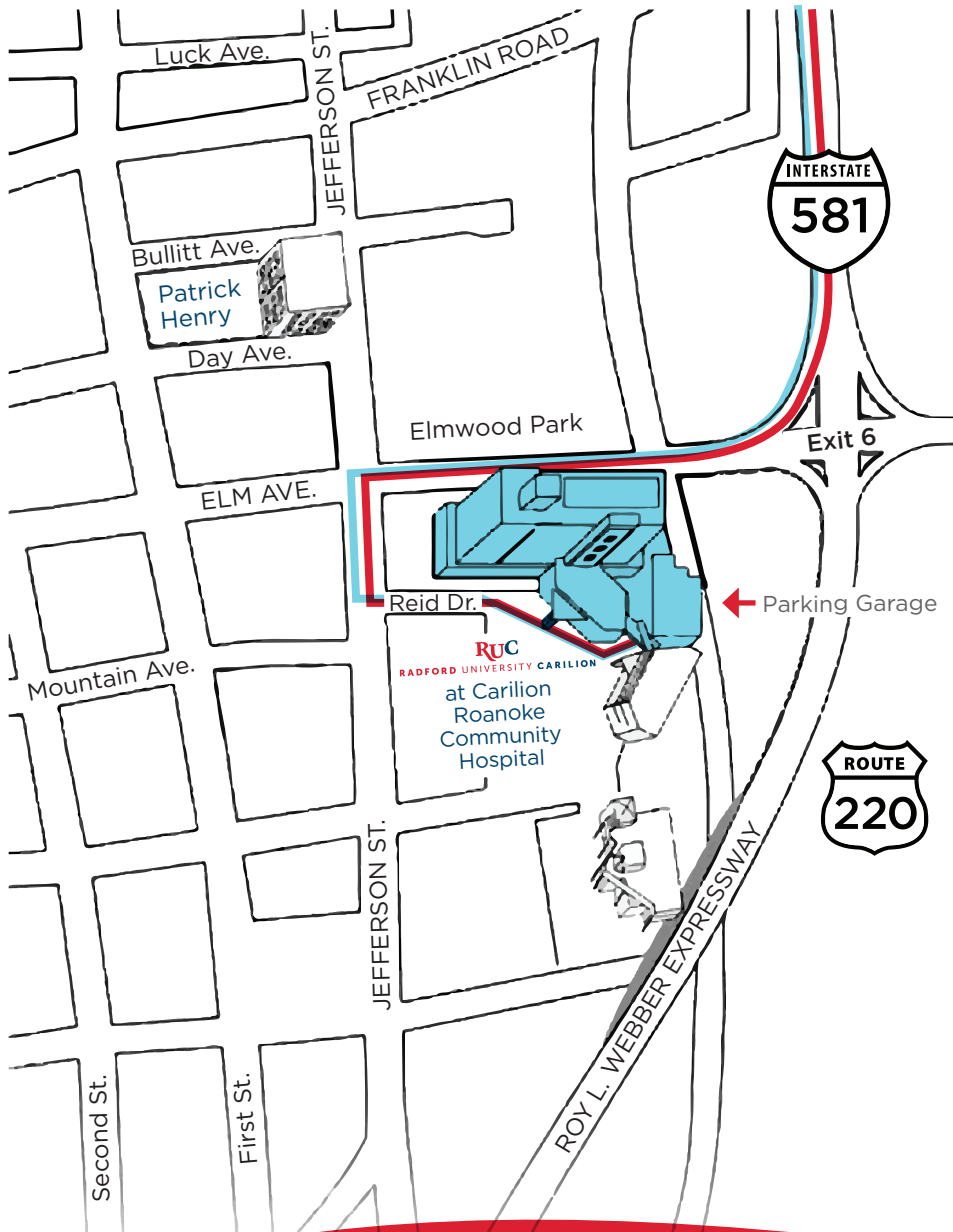 Luck Ave.
JEFFERSON ST.
FRANKLIN ROAD
INTERSTATE
581
Bullitt Ave.
Patrick
Henry
Day Ave.
Elmwood Park
Exit 6
ELM AVE.
Reid Dr.
Parking Garage
RUC
RADFORD UNIVERSITY CARILION
at Carilion
Roanoke
Community
Hospital
Mountain Ave.
ROUTE
220
JEFFERSON ST.
ROY L. WEBBER EXPRESSWAY
Second St.
First St.